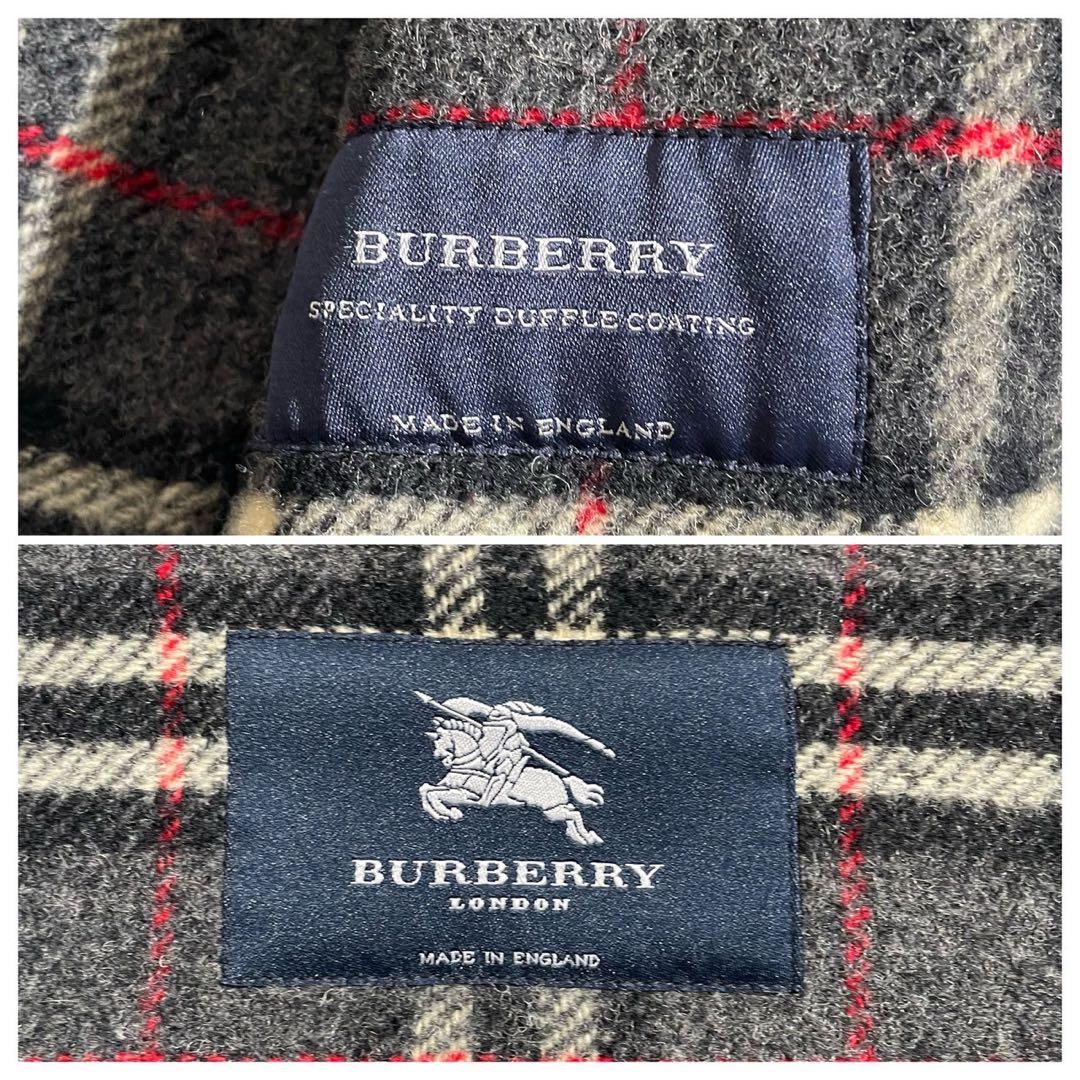 BURBERRY
SPECIALITY DUFFLE COATING
MADE IN ENGLAND
BURBERRY
LONDON
MADE IN ENGLAND